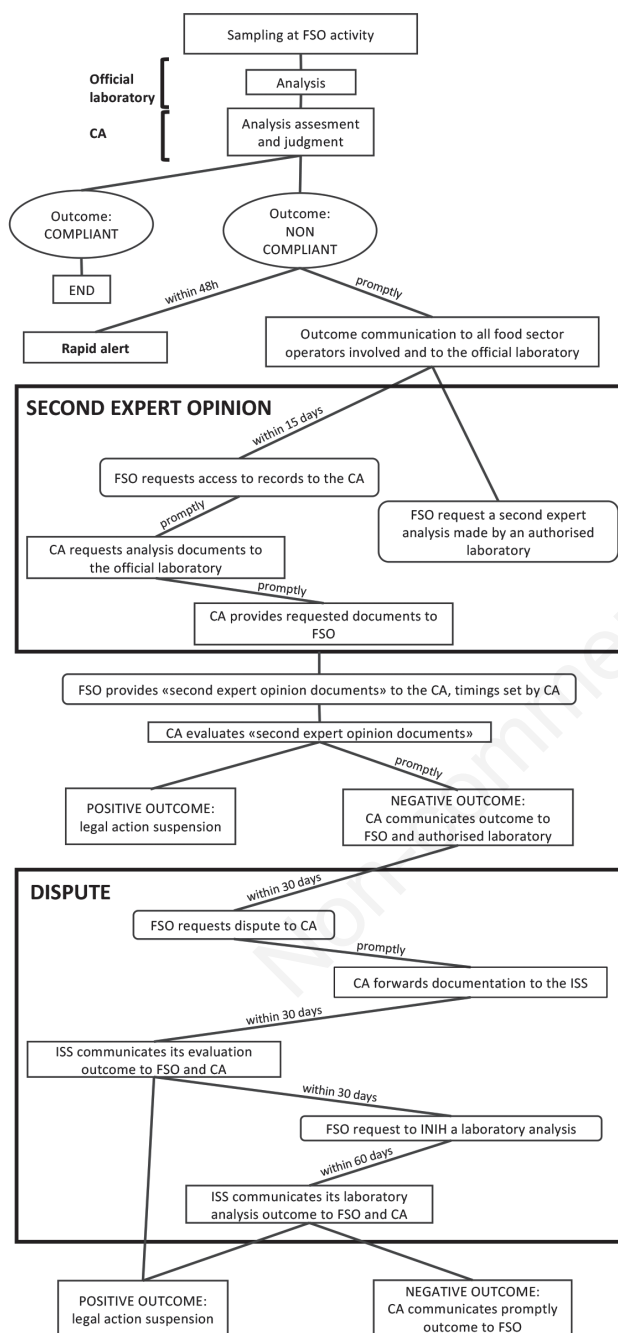 Sampling at FSO activity
Official
laboratory
Analysis
CA
Analysis assesment
and judgment
Outcome:
COMPLIANT
Outcome:
NON
COMPLIANT
END
within 48h
promptly
Rapid alert
Outcome communication to all food sector
operators involved and to the official laboratory
SECOND EXPERT OPINION
within 15 days
FSO requests access to records to the CA
promptly
FSO request a second expert
analysis made by an authorised
laboratory
CA requests analysis documents to
the official laboratory
promptly
CA provides requested documents to
FSO
FSO provides «second expert opinion documents» to the CA, timings set by CA
CA evaluates «second expert opinion documents»
promptly
POSITIVE OUTCOME:
legal action suspension
NEGATIVE OUTCOME:
CA communicates outcome to
FSO and authorised laboratory
DISPUTE
within 30 days
FSO requests dispute to CA
promptly
CA forwards documentation to the ISS
within 30 days
ISS communicates its evaluation
outcome to FSO and CA
within 30 days
FSO request to INIH a laboratory analysis
within 60 days
ISS communicates its laboratory
analysis outcome to FSO and CA
POSITIVE OUTCOME:
legal action suspension
NEGATIVE OUTCOME:
CA communicates promptly
outcome to FSO